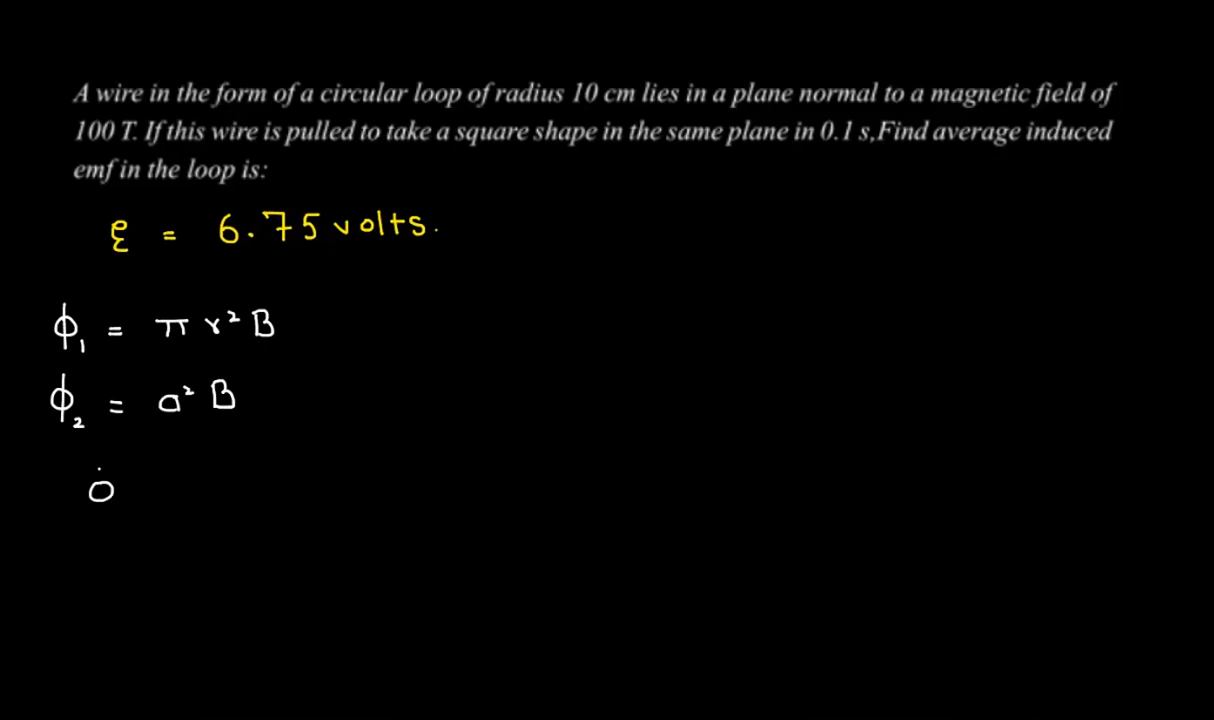 A wire in the form of a circular loop of radius 10 cm lies in a plane normal to a magnetic field of
100 T. If this wire is pulled to take a square shape in the same plane in 0.1 s,Find average induced
emf in the loop is:
ε = 6.75 volts.
ϕ₁ = π r² B
ϕ₂ = a² B